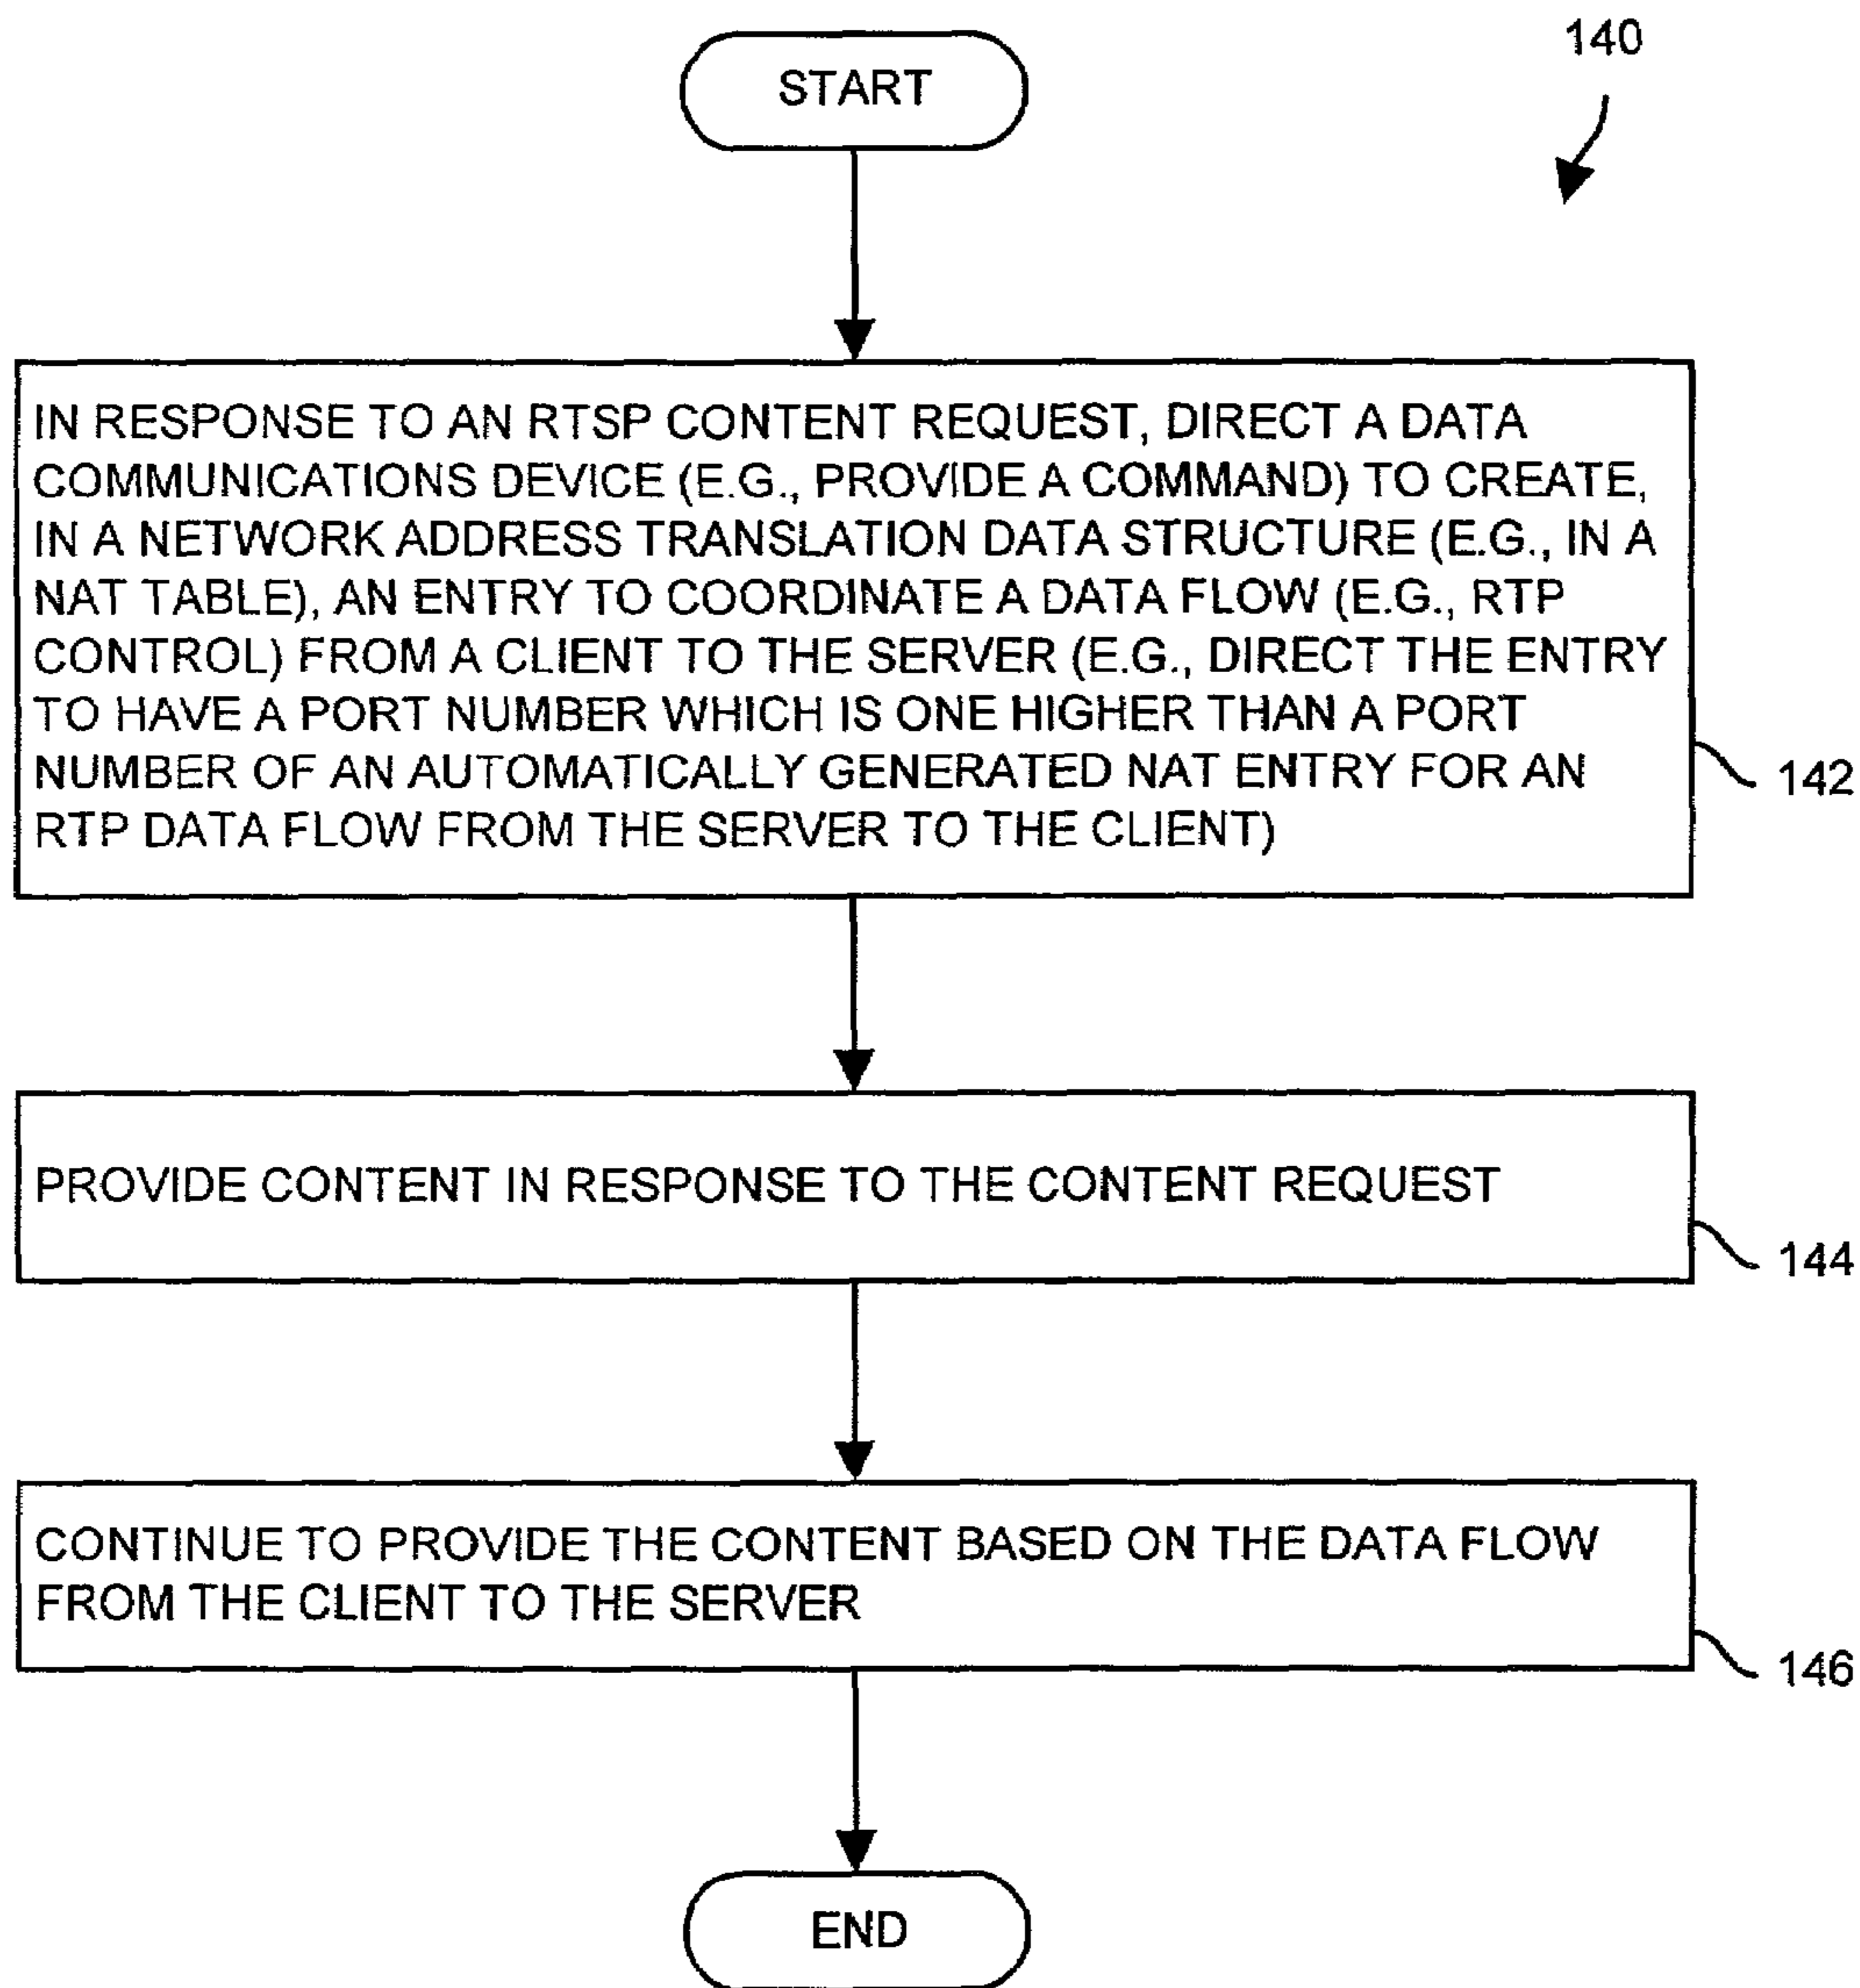 140
START
IN RESPONSE TO AN RTSP CONTENT REQUEST, DIRECT A DATA
COMMUNICATIONS DEVICE (E.G., PROVIDE A COMMAND) TO CREATE,
IN A NETWORK ADDRESS TRANSLATION DATA STRUCTURE (E.G., IN A
NAT TABLE), AN ENTRY TO COORDINATE A DATA FLOW (E.G., RTP
CONTROL) FROM A CLIENT TO THE SERVER (E.G., DIRECT THE ENTRY
TO HAVE A PORT NUMBER WHICH IS ONE HIGHER THAN A PORT
NUMBER OF AN AUTOMATICALLY GENERATED NAT ENTRY FOR AN
RTP DATA FLOW FROM THE SERVER TO THE CLIENT)
142
PROVIDE CONTENT IN RESPONSE TO THE CONTENT REQUEST
144
CONTINUE TO PROVIDE THE CONTENT BASED ON THE DATA FLOW
FROM THE CLIENT TO THE SERVER
146
END